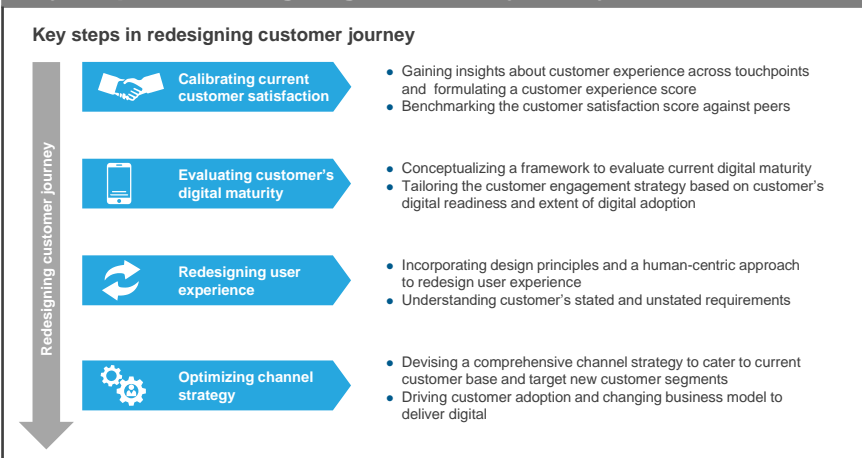 Key steps in redesigning customer journey
Redesigning customer journey
Calibrating current
customer satisfaction
● Gaining insights about customer experience across touchpoints
and formulating a customer experience score
● Benchmarking the customer satisfaction score against peers
Evaluating customer's
digital maturity
● Conceptualizing a framework to evaluate current digital maturity
● Tailoring the customer engagement strategy based on customer's
digital readiness and extent of digital adoption
Redesigning user
experience
● Incorporating design principles and a human-centric approach
to redesign user experience
● Understanding customer's stated and unstated requirements
Optimizing channel
strategy
● Devising a comprehensive channel strategy to cater to current
customer base and target new customer segments
● Driving customer adoption and changing business model to
deliver digital